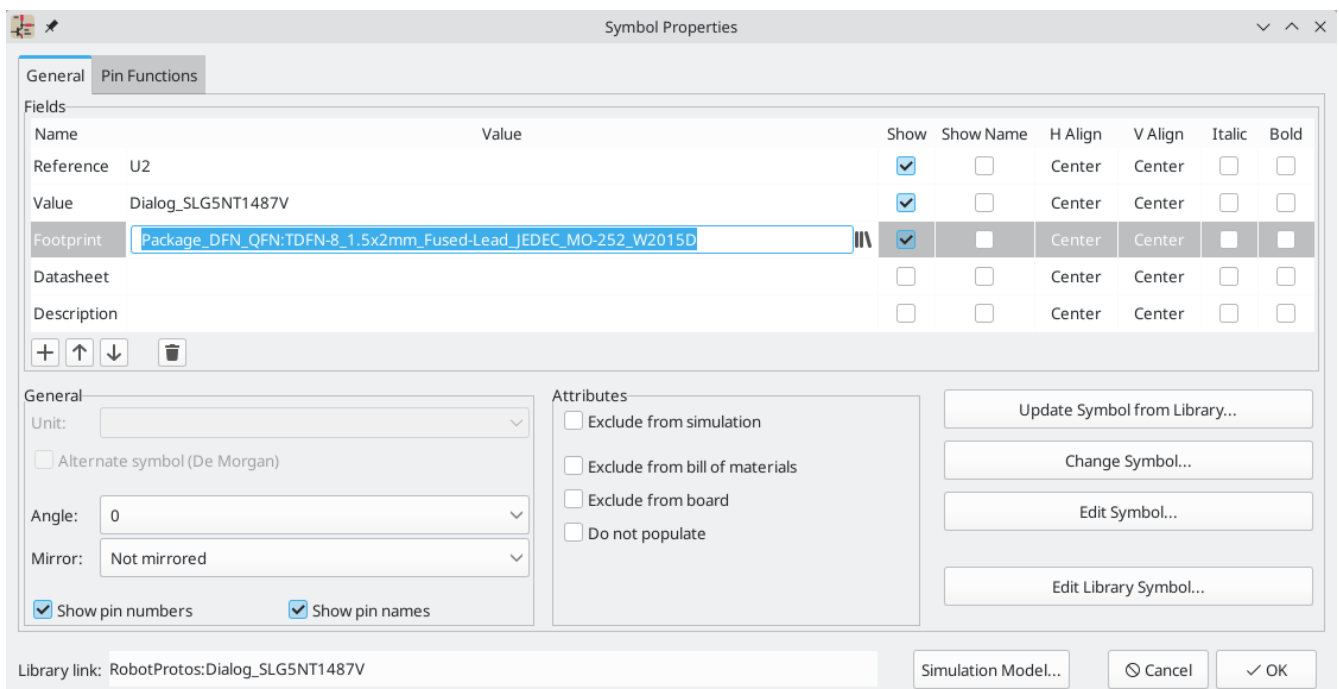 Symbol Properties
General Pin Functions
Fields
Name Value Show Show Name H Align V Align Italic Bold
Reference U2 Center Center
Value Dialog_SLG5NT1487V Center Center
Footprint Package_DFN_QFN:TDFN-8_1.5x2mm_Fused-Lead_JEDEC_MO-252_W2015D Center Center
Datasheet Center Center
Description Center Center
General Attributes
Unit: Exclude from simulation Update Symbol from Library...
Alternate symbol (De Morgan) Exclude from bill of materials Change Symbol...
Angle: 0 Exclude from board Edit Symbol...
Mirror: Not mirrored Do not populate
Edit Library Symbol...
Show pin numbers Show pin names
Library link: RobotProtos:Dialog_SLG5NT1487V Simulation Model... Cancel OK